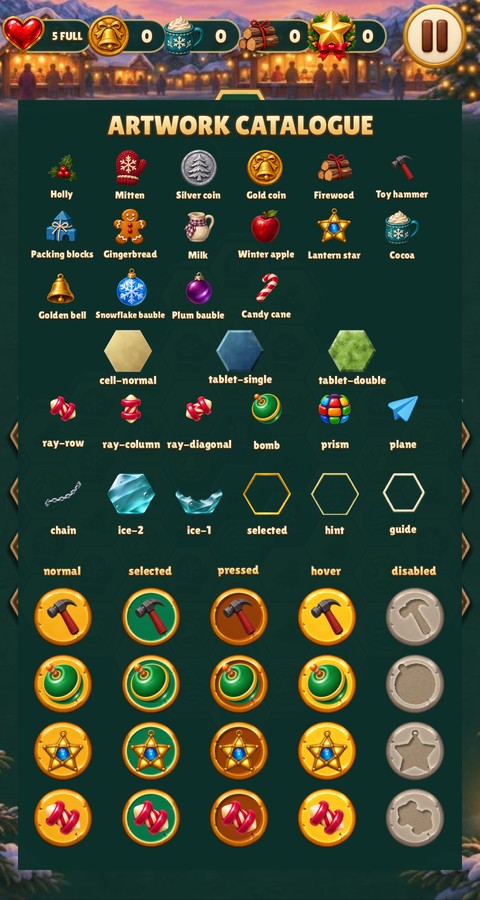 5 FULL 0 0 0 0
ARTWORK CATALOGUE
Holly Mitten Silver coin Gold coin Firewood Toy hammer
Packing blocks Gingerbread Milk Winter apple Lantern star Cocoa
Golden bell Snowflake bauble Plum bauble Candy cane
cell-normal tablet-single tablet-double
ray-row ray-column ray-diagonal bomb prism plane
chain ice-2 ice-1 selected hint guide
normal selected pressed hover disabled